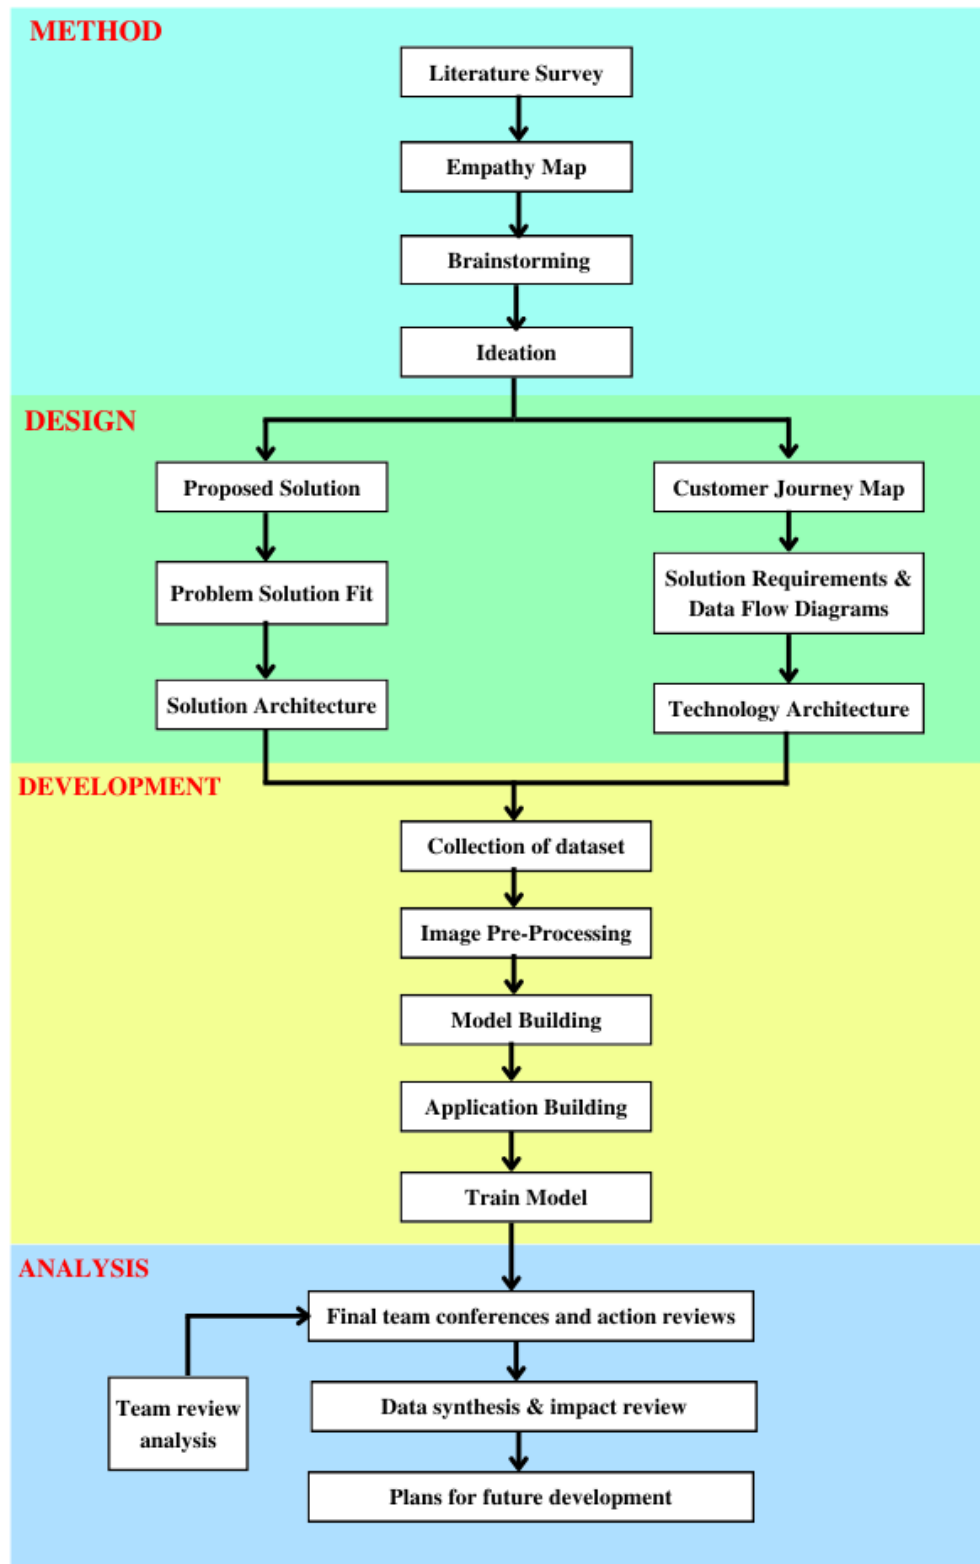 METHOD
Literature Survey
Empathy Map
Brainstorming
Ideation
DESIGN
Proposed Solution
Problem Solution Fit
Solution Architecture
Customer Journey Map
Solution Requirements &
Data Flow Diagrams
Technology Architecture
DEVELOPMENT
Collection of dataset
Image Pre-Processing
Model Building
Application Building
Train Model
ANALYSIS
Final team conferences and action reviews
Team review
analysis
Data synthesis & impact review
Plans for future development